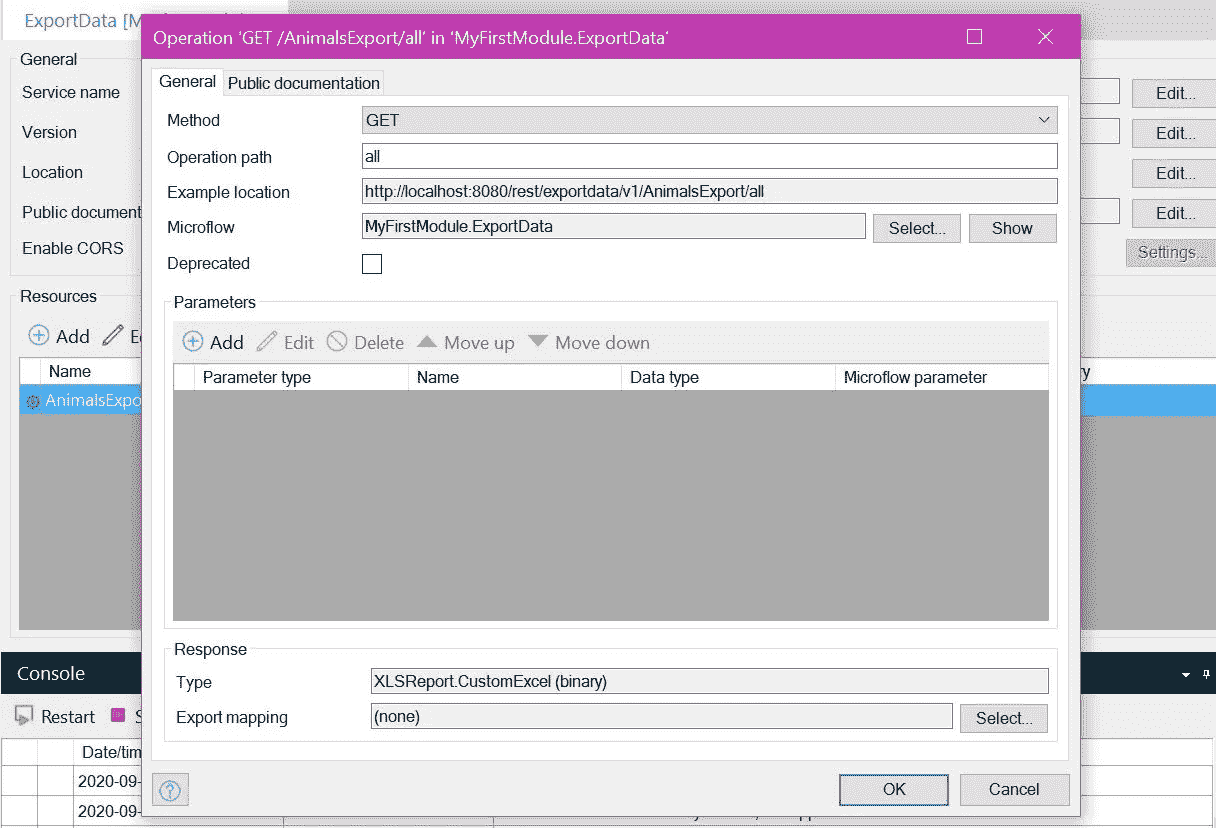 ExportData [M
Operation 'GET /AnimalsExport/all' in 'MyFirstModule.ExportData'
General
Service name
Version
Location
Public document
Enable CORS
Edit...
Edit...
Edit...
Edit...
Settings...
Resources
Add
Name
AnimalsExpo
General
Public documentation
Method
GET
Operation path
all
Example location
http://localhost:8080/rest/exportdata/v1/AnimalsExport/all
Microflow
MyFirstModule.ExportData
Select...
Show
Deprecated
Parameters
Add Edit Delete Move up Move down
Parameter type Name Data type Microflow parameter
Response
Type
XLSReport.CustomExcel (binary)
Export mapping
(none)
Select...
OK
Cancel
Console
Restart
Date/tim
2020-09-
2020-09-